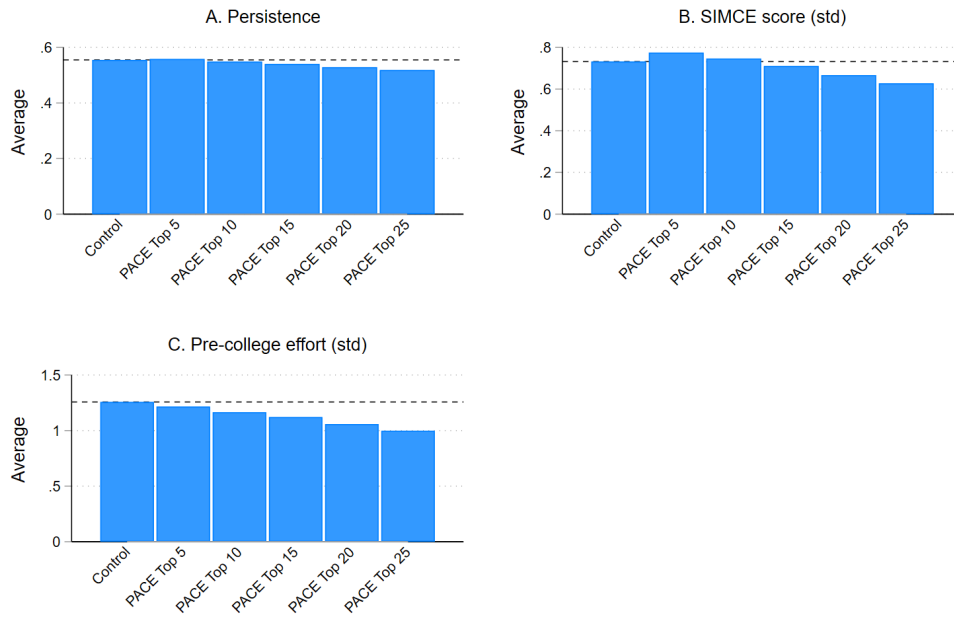 A. Persistence
Average
.6
.4
.2
0
Control
PACE Top 5
PACE Top 10
PACE Top 15
PACE Top 20
PACE Top 25
B. SIMCE score (std)
Average
.8
.6
.4
.2
0
Control
PACE Top 5
PACE Top 10
PACE Top 15
PACE Top 20
PACE Top 25
C. Pre-college effort (std)
Average
1.5
1
.5
0
Control
PACE Top 5
PACE Top 10
PACE Top 15
PACE Top 20
PACE Top 25